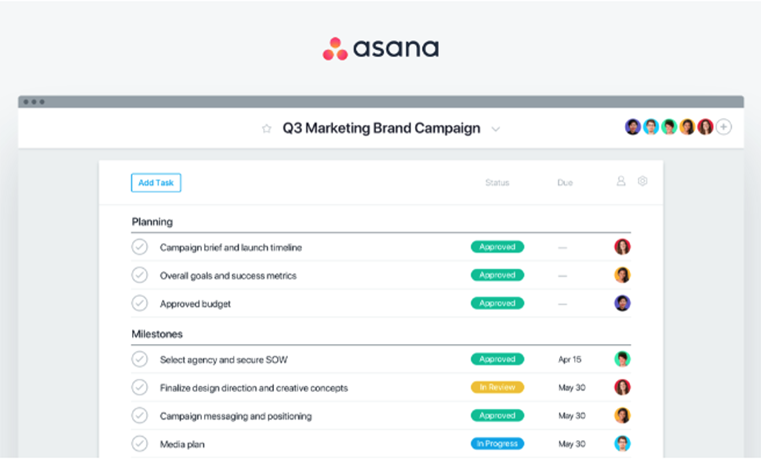 asana
Q3 Marketing Brand Campaign
Add Task Status Due
Planning
Campaign brief and launch timeline Approved —
Overall goals and success metrics Approved —
Approved budget Approved —
Milestones
Select agency and secure SOW Approved Apr 15
Finalize design direction and creative concepts In Review May 30
Campaign messaging and positioning Approved May 30
Media plan In Progress May 30